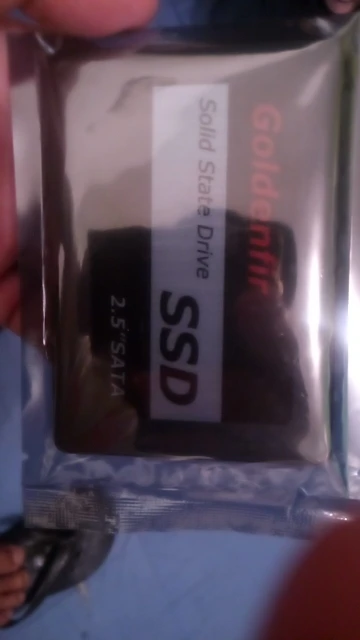 Goldenfir
Solid State Drive
SSD
2.5"SATA